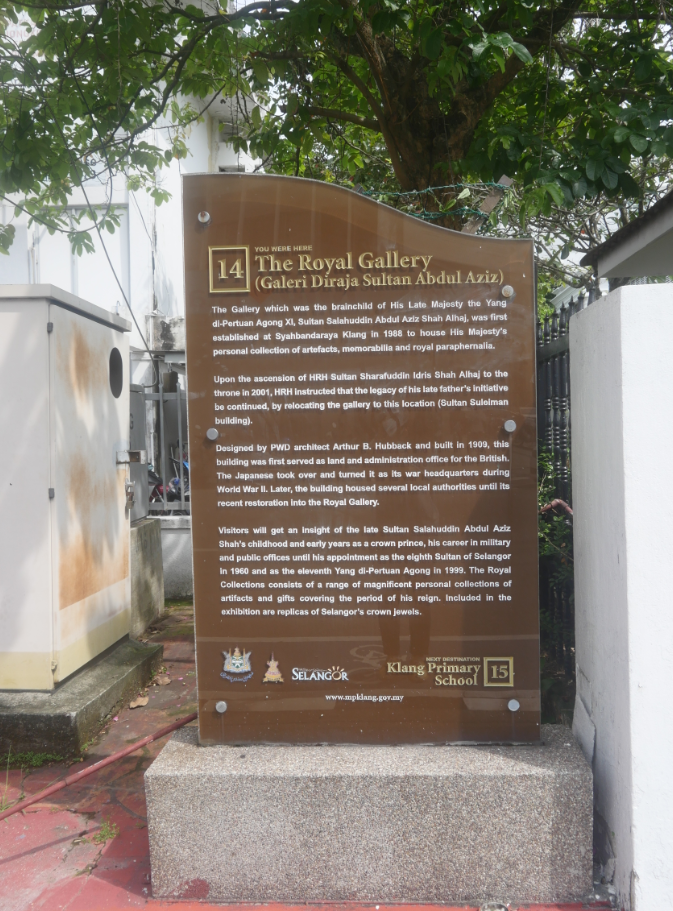 YOU WERE HERE
14
The Royal Gallery
(Galeri Diraja Sultan Abdul Aziz)
The Gallery which was the brainchild of His Late Majesty the Yang
di-Pertuan Agong XI, Sultan Salahuddin Abdul Aziz Shah Alhaj, was first
established at Syahbandaraya Klang in 1988 to house His Majesty's
personal collection of artefacts, memorabilia and royal paraphernalia.
Upon the ascension of HRH Sultan Sharafuddin Idris Shah Alhaj to the
throne in 2001, HRH instructed that the legacy of his late father's initiative
be continued, by relocating the gallery to this location (Sultan Suleiman
building).
Designed by PWD architect Arthur B. Hubback and built in 1909, this
building was first served as land and administration office for the British.
The Japanese took over and turned it as its war headquarters during
World War II. Later, the building housed several local authorities until its
recent restoration into the Royal Gallery.
Visitors will get an insight of the late Sultan Salahuddin Abdul Aziz
Shah's childhood and early years as a crown prince, his career in military
and public offices until his appointment as the eighth Sultan of Selangor
in 1960 and as the eleventh Yang di-Pertuan Agong in 1999. The Royal
Collections consists of a range of magnificent personal collections of
artifacts and gifts covering the period of his reign. Included in the
exhibition are replicas of Selangor's crown jewels.
SELANGOR
NEXT DESTINATION
Klang Primary
School
15
www.mpklang.gov.my